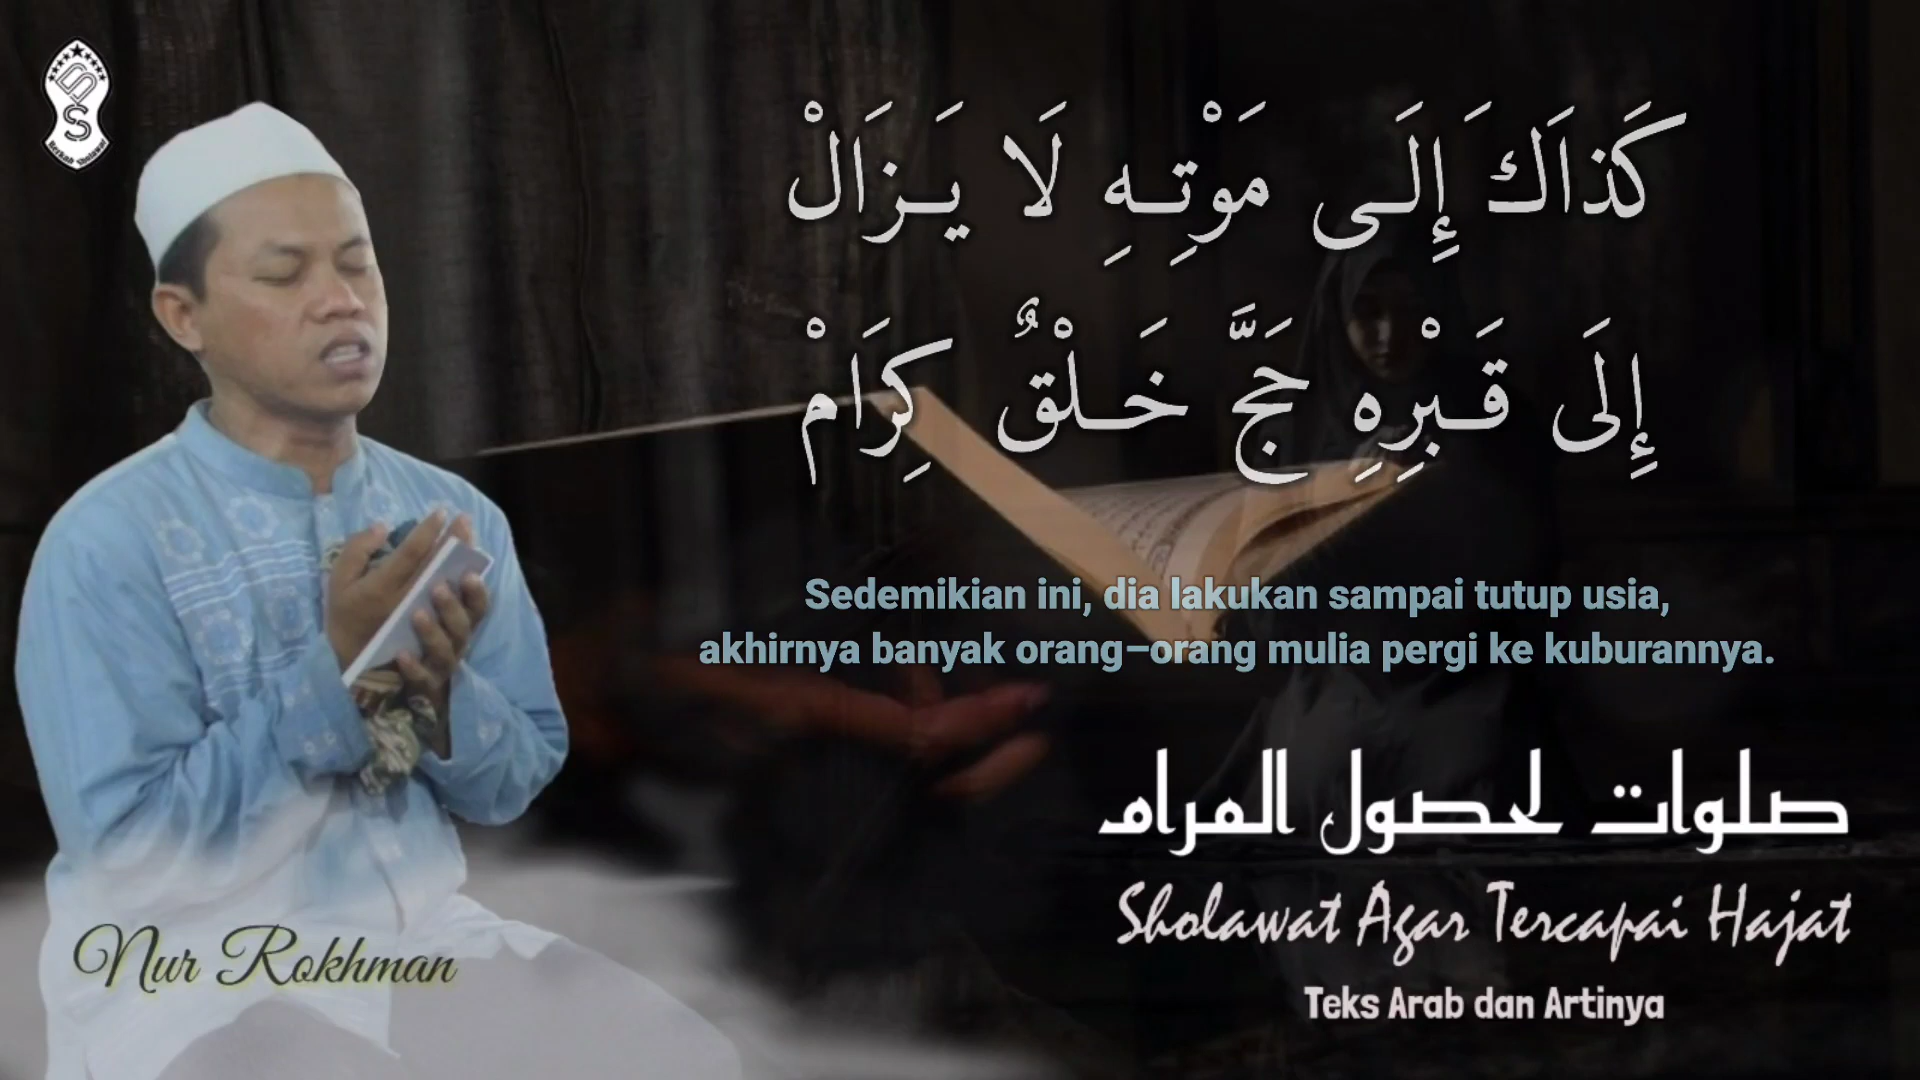 كَذَاكَ إِلَى مَوْتِهِ لَا يَزَالْ
إِلَى قَبْرِهِ حَجَّ خَلْقٌ كِرَامْ
Sedemikian ini, dia lakukan sampai tutup usia,
akhirnya banyak orang–orang mulia pergi ke kuburannya.
صلوات لحصول المرام
Sholawat Agar Tercapai Hajat
Teks Arab dan Artinya
Nur Rokhman